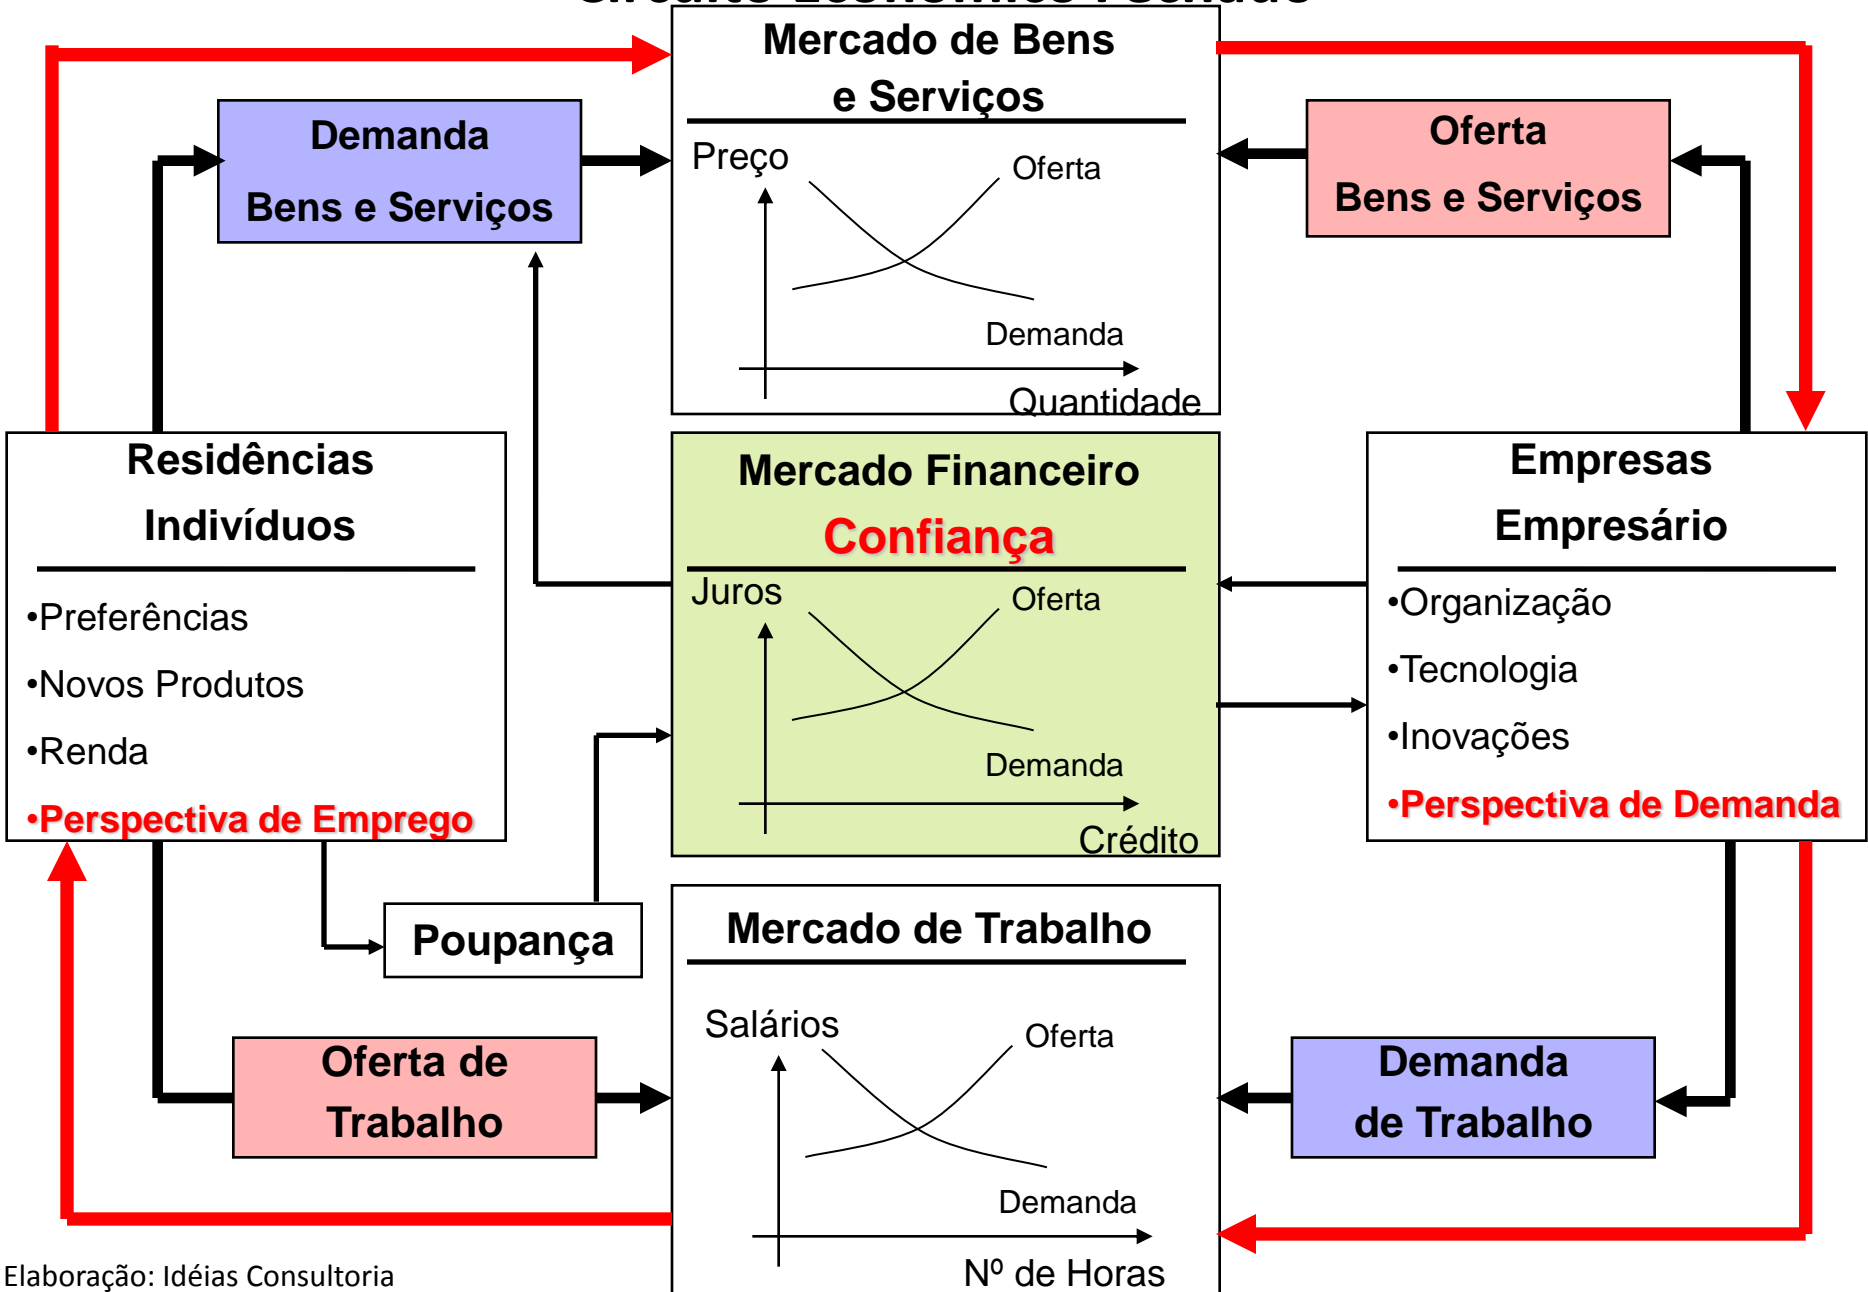 Mercado de Bens
e Serviços
Preço
Oferta
Demanda
Quantidade
Demanda
Bens e Serviços
Oferta
Bens e Serviços
Residências
Indivíduos
•Preferências
•Novos Produtos
•Renda
•Perspectiva de Emprego
Mercado Financeiro
Confiança
Juros
Oferta
Demanda
Crédito
Empresas
Empresário
•Organização
•Tecnologia
•Inovações
•Perspectiva de Demanda
Poupança
Mercado de Trabalho
Salários
Oferta
Demanda
Nº de Horas
Oferta de
Trabalho
Demanda
de Trabalho
Elaboração: Idéias Consultoria